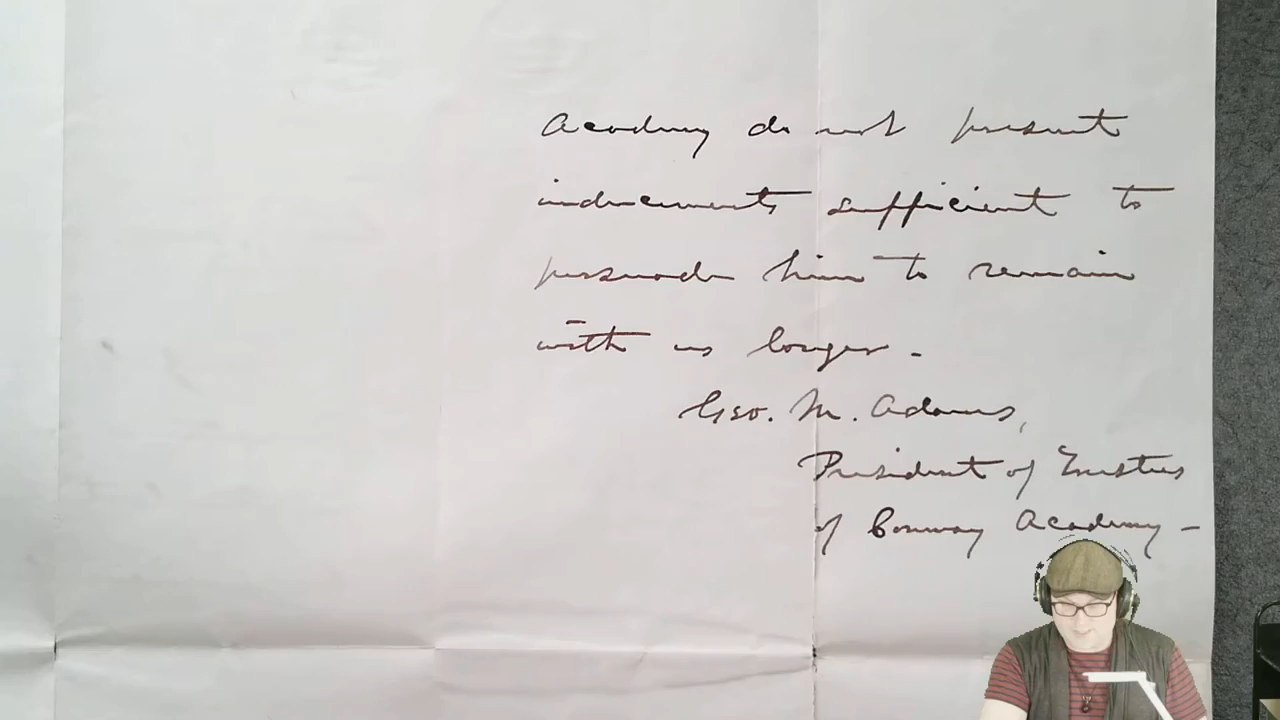 Academy do not present
inducements sufficient to
persuade him to remain
with us longer.
Geo. M. Adams,
President of Trustees
of Conway Academy -